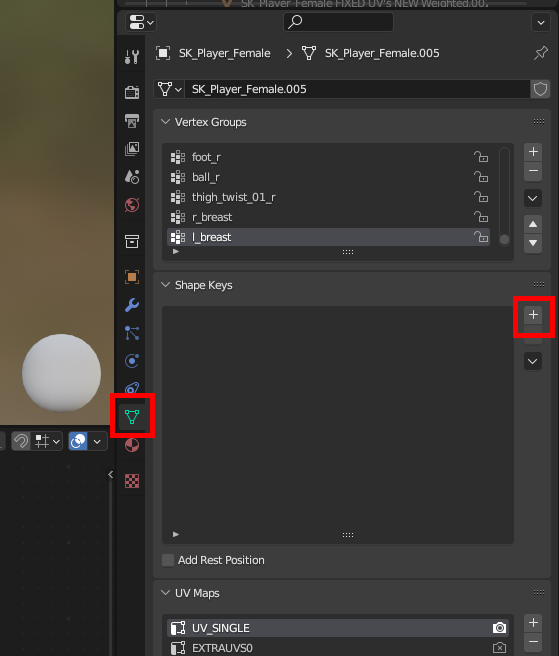 SK_Player_Female FIXED UV's NEW Weighted.00
SK_Player_Female > SK_Player_Female.005
SK_Player_Female.005
Vertex Groups
foot_r
ball_r
thigh_twist_01_r
r_breast
l_breast
Shape Keys
Add Rest Position
UV Maps
UV_SINGLE
EXTRAUVS0